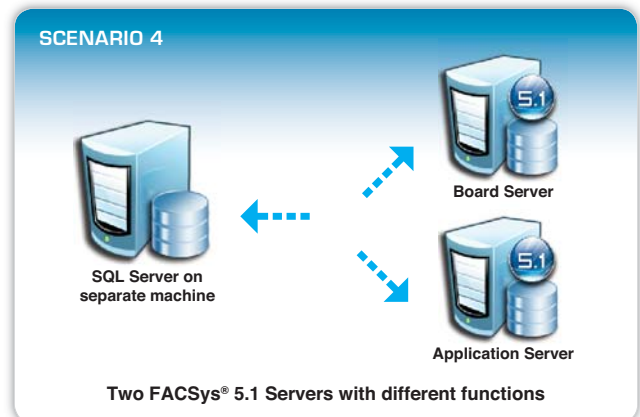 SCENARIO 4
5.1
Board Server
SQL Server on
separate machine
5.1
Application Server
Two FACSys® 5.1 Servers with different functions